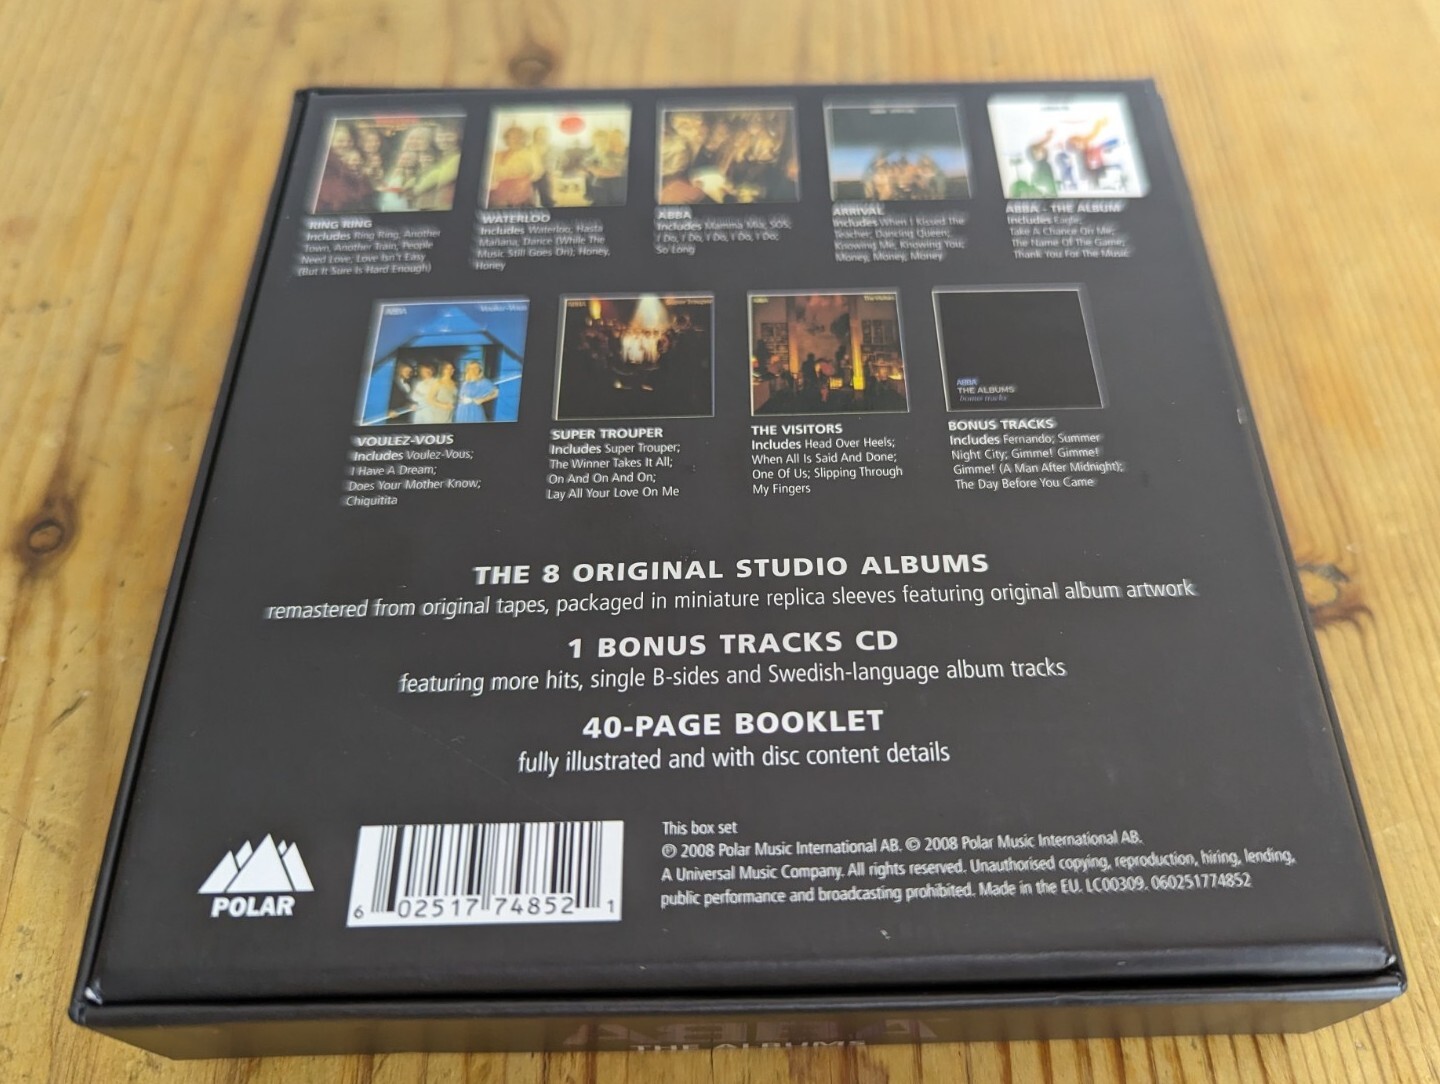 RING RING
Includes Ring Ring, Another
Town, Another Train, People
Need Love, Love Isn't Easy
(But It Sure Is Hard Enough)
WATERLOO
Includes Waterloo, Hasta
Mañana, Dance (While The
Music Still Goes On), Honey,
Honey
ABBA
Includes Mamma Mia, SOS,
I Do, I Do, I Do, I Do, I Do;
So Long
ARRIVAL
Includes When I Kissed the
Teacher; Dancing Queen;
Knowing Me, Knowing You;
Money, Money, Money
ABBA - THE ALBUM
Includes Eagle;
Take A Chance On Me;
The Name Of The Game;
Thank You For The Music
ABBA Voulez-Vous
VOULEZ-VOUS
Includes Voulez-Vous;
I Have A Dream;
Does Your Mother Know;
Chiquitita
ABBA Super Trouper
SUPER TROUPER
Includes Super Trouper;
The Winner Takes It All;
On And On And On;
Lay All Your Love On Me
ABBA The Visitors
THE VISITORS
Includes Head Over Heels;
When All Is Said And Done;
One Of Us; Slipping Through
My Fingers
ABBA
THE ALBUMS
bonus tracks
BONUS TRACKS
Includes Fernando; Summer
Night City; Gimme! Gimme!
Gimme! (A Man After Midnight);
The Day Before You Came
THE 8 ORIGINAL STUDIO ALBUMS
remastered from original tapes, packaged in miniature replica sleeves featuring original album artwork
1 BONUS TRACKS CD
featuring more hits, single B-sides and Swedish-language album tracks
40-PAGE BOOKLET
fully illustrated and with disc content details
POLAR
6 02517 74852 1
This box set
℗ 2008 Polar Music International AB. © 2008 Polar Music International AB.
A Universal Music Company. All rights reserved. Unauthorised copying, reproduction, hiring, lending,
public performance and broadcasting prohibited. Made in the EU. LC00309. 060251774852
ABBA
THE ALBUMS